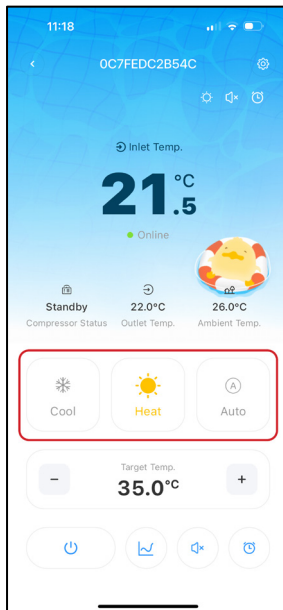 11:18
0C7FEDC2B54C
Inlet Temp.
21.5°C
Online
Standby 22.0°C 26.0°C
Compressor Status Outlet Temp. Ambient Temp.
Cool Heat A Auto
Target Temp.
- 35.0°C +